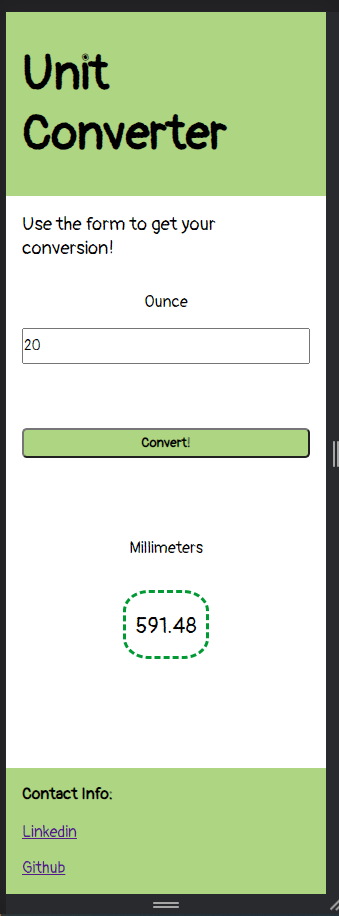 Unit
Converter
Use the form to get your
conversion!
Ounce
20
Convert!
Millimeters
591.48
Contact Info:
Linkedin
Github